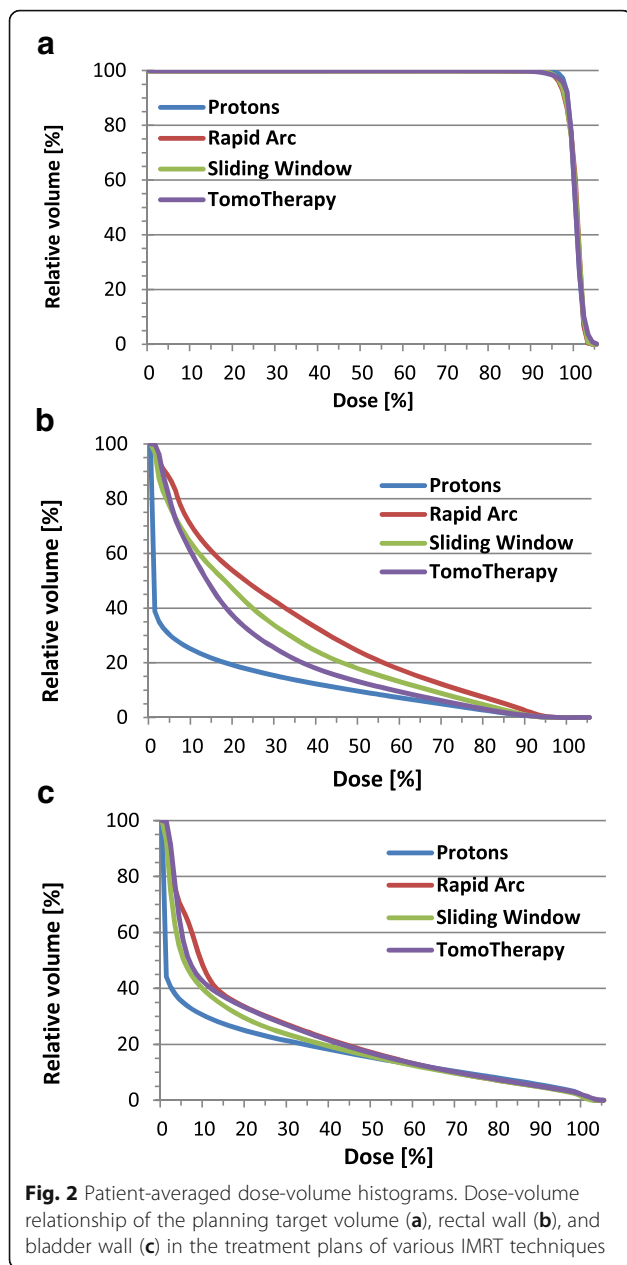 a
100
80
60
40
20
0
Relative volume [%]
Protons
Rapid Arc
Sliding Window
TomoTherapy
0 10 20 30 40 50 60 70 80 90 100
Dose [%]
b
100
80
60
40
20
0
Relative volume [%]
Protons
Rapid Arc
Sliding Window
TomoTherapy
0 10 20 30 40 50 60 70 80 90 100
Dose [%]
c
100
80
60
40
20
0
Relative volume [%]
Protons
Rapid Arc
Sliding Window
TomoTherapy
0 10 20 30 40 50 60 70 80 90 100
Dose [%]
Fig. 2 Patient-averaged dose-volume histograms. Dose-volume
relationship of the planning target volume (a), rectal wall (b), and
bladder wall (c) in the treatment plans of various IMRT techniques